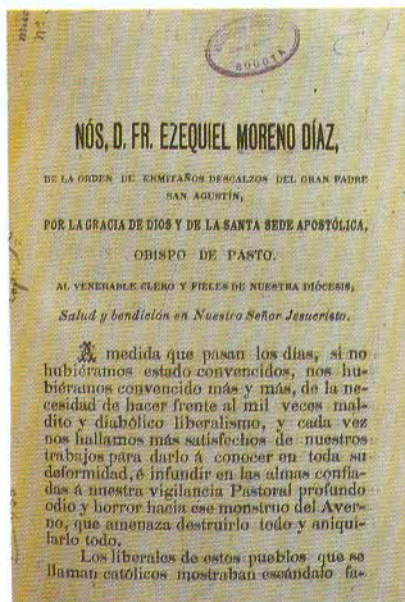 BOGOTA
NÓS, D. FR. EZEQUIEL MORENO DÍAZ,
DE LA ORDEN DE ERMITAÑOS DESCALZOS DEL GRAN PADRE
SAN AGUSTÍN,
POR LA GRACIA DE DIOS Y DE LA SANTA SEDE APOSTÓLICA,
OBISPO DE PASTO.
AL VENERABLE CLERO Y FIELES DE NUESTRA DIÓCESIS,
Salud y bendición en Nuestro Señor Jesucristo.
A medida que pasan los días, si no
hubiéramos estado convencidos, nos hu-
biéramos convencido más y más, de la ne-
cesidad de hacer frente al mil veces mal-
dito y diabólico liberalismo, y cada vez
nos hallamos más satisfechos de nuestros
trabajos para darlo á conocer en toda su
deformidad, é infundir en las almas confia-
das á nuestra vigilancia Pastoral profundo
odio y horror hacia ese monstruo del Aver-
no, que amenaza destruirlo todo y aniqui-
larlo todo.
Los liberales de estos pueblos que se
llaman católicos mostraban escándalo fa-